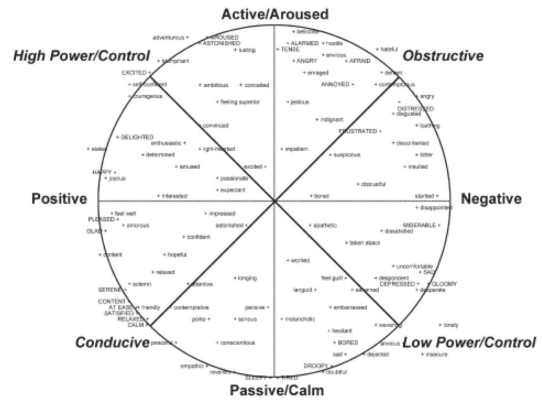 Active/Aroused
+ bellicose
adventurous +
+ AROUSED
+ ASTONISHED
+ ALARMED + hostile
+ lusting
+ TENSE
+ hateful
+ envious
+ triumphant
+ ANGRY
+ AFRAID
High Power/Control
Obstructive
EXCITED +
+ enraged
+ defient
+ self-confident
+ ambitious
+ conceited
ANNOYED +
+ contemptuous
+ courageous
+ feeling superior
+ jealous
+ angry
DISTRESSED
+ disgusted
+ indignant
+ convinced
+ loathing
FRUSTRATED +
+ DELIGHTED
enthusiastic +
+ light-hearted
+ impatient
+ discontented
+ elated
+ determined
+ suspicious
+ bitter
+ amused
excited +
+ insulted
HAPPY +
+ joyous
+ passionate
+ distrustful
+ expectant
+ interested
+ bored
startled +
Positive
Negative
+ disappointed
+ feel well
+ impressed
PLEASED +
+ amorous
astonished +
+ apathetic
MISERABLE +
GLAD +
+ dissatisfied
+ confident
+ taken aback
+ content
+ hopeful
+ worried
+ uncomfortable
+ relaxed
+ SAD
+ longing
feel guilt +
+ despondent
+ solemn
+ attentive
DEPRESSED +
+ GLOOMY
SERENE +
languid +
+ ashamed
+ desperate
CONTENT +
AT EASE +
+ friendly
+ contemplative
pensive +
+ embarrassed
SATISFIED +
RELAXED +
polite +
+ serious
+ melancholic
CALM +
+ wavering
+ lonely
+ hesitant
Conducive
+ peaceful
+ conscientious
+ BORED
anxious +
Low Power/Control
sad +
+ dejected
+ insecure
empathic +
DROOPY +
reverent +
+ doubtful
SLEEPY +
+ TIRED
Passive/Calm